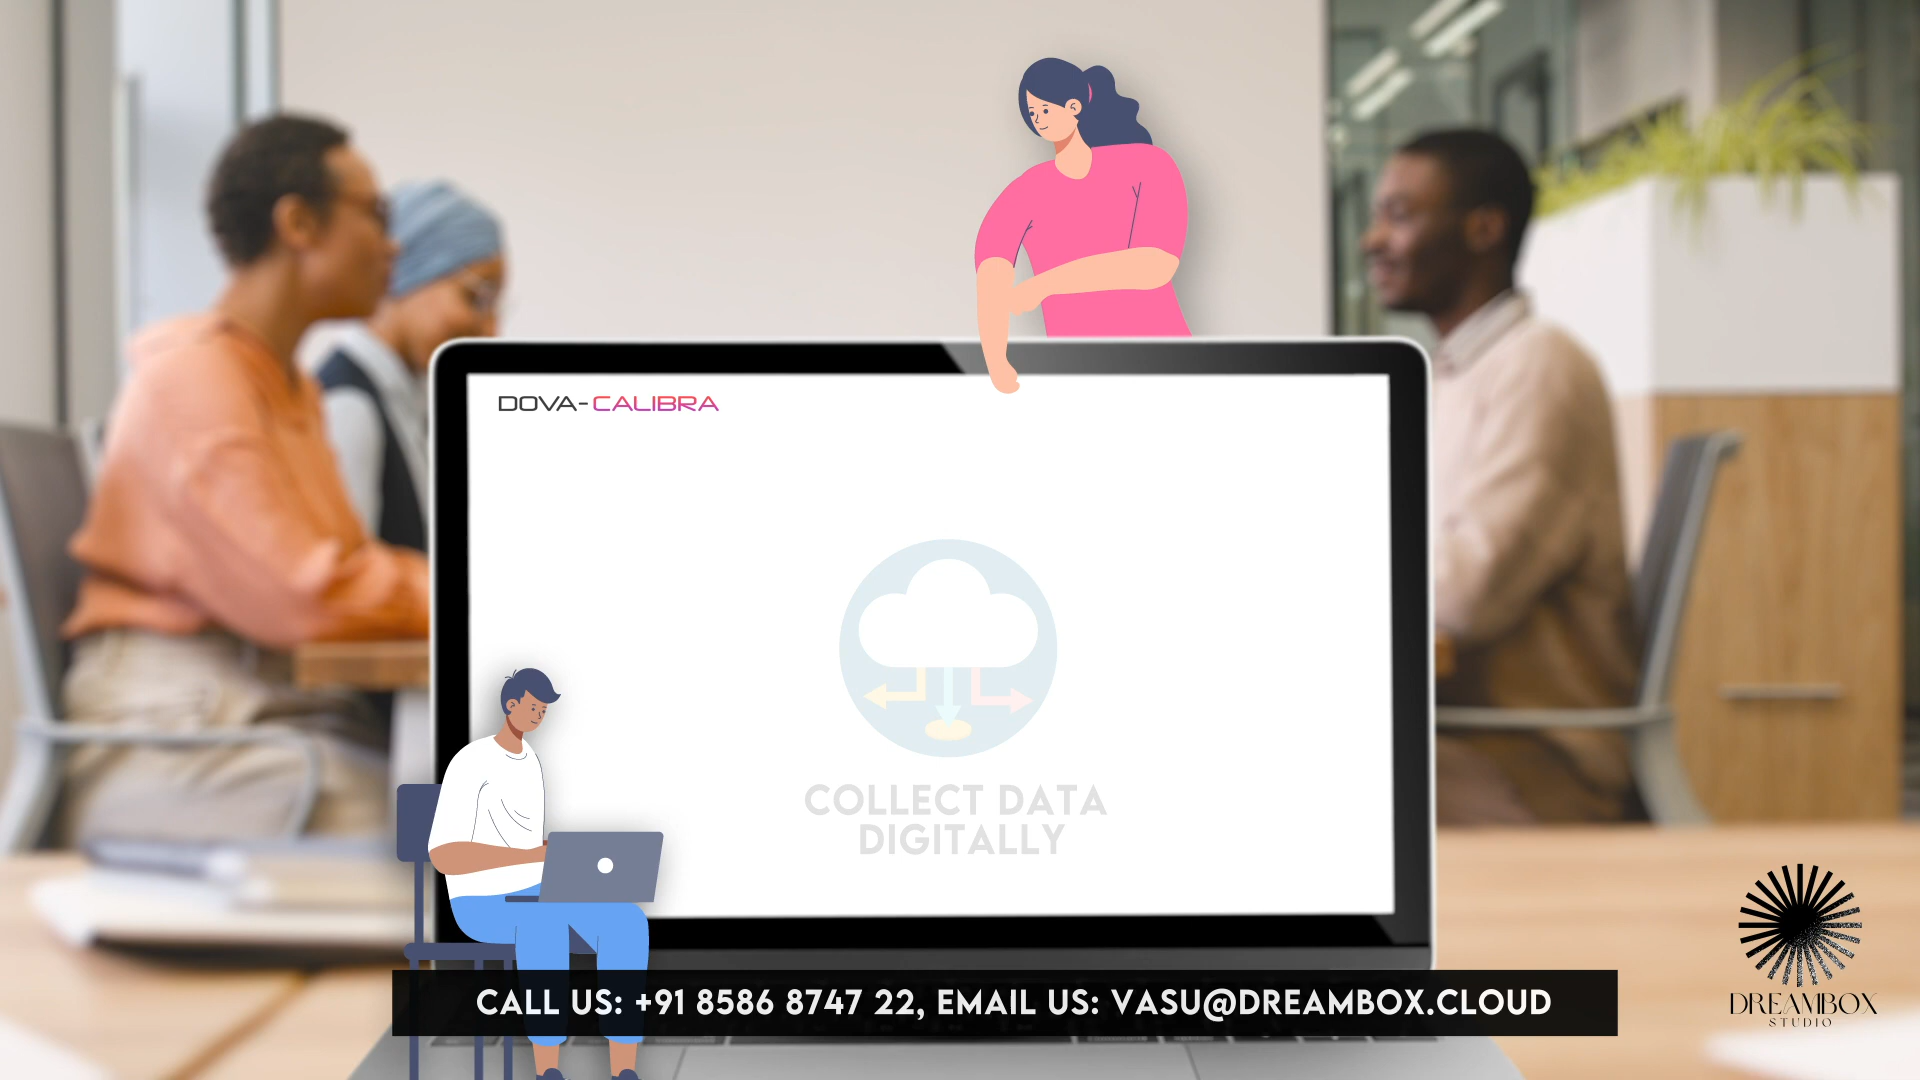 DOVA-CALIBRA
COLLECT DATA
DIGITALLY
CALL US: +91 8586 8747 22, EMAIL US: VASU@DREAMBOX.CLOUD
DREAMBOX
STUDIO